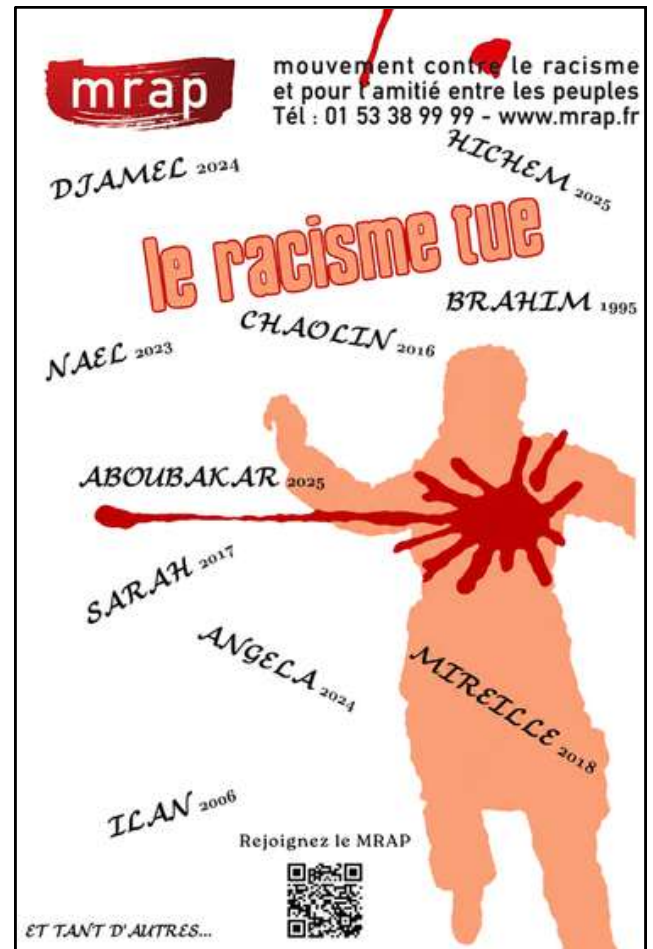 mrap
mouvement contre le racisme
et pour l'amitié entre les peuples
Tél : 01 53 38 99 99 - www.mrap.fr
DJAMEL 2024
HICHEM 2025
le racisme tue
BRAHIM 1995
CHAOLIN 2016
NAEL 2023
ABOUBAKAR 2025
SARAH 2017
ANGELA 2024
MIREILLE 2018
ILAN 2006
Rejoignez le MRAP
ET TANT D'AUTRES...